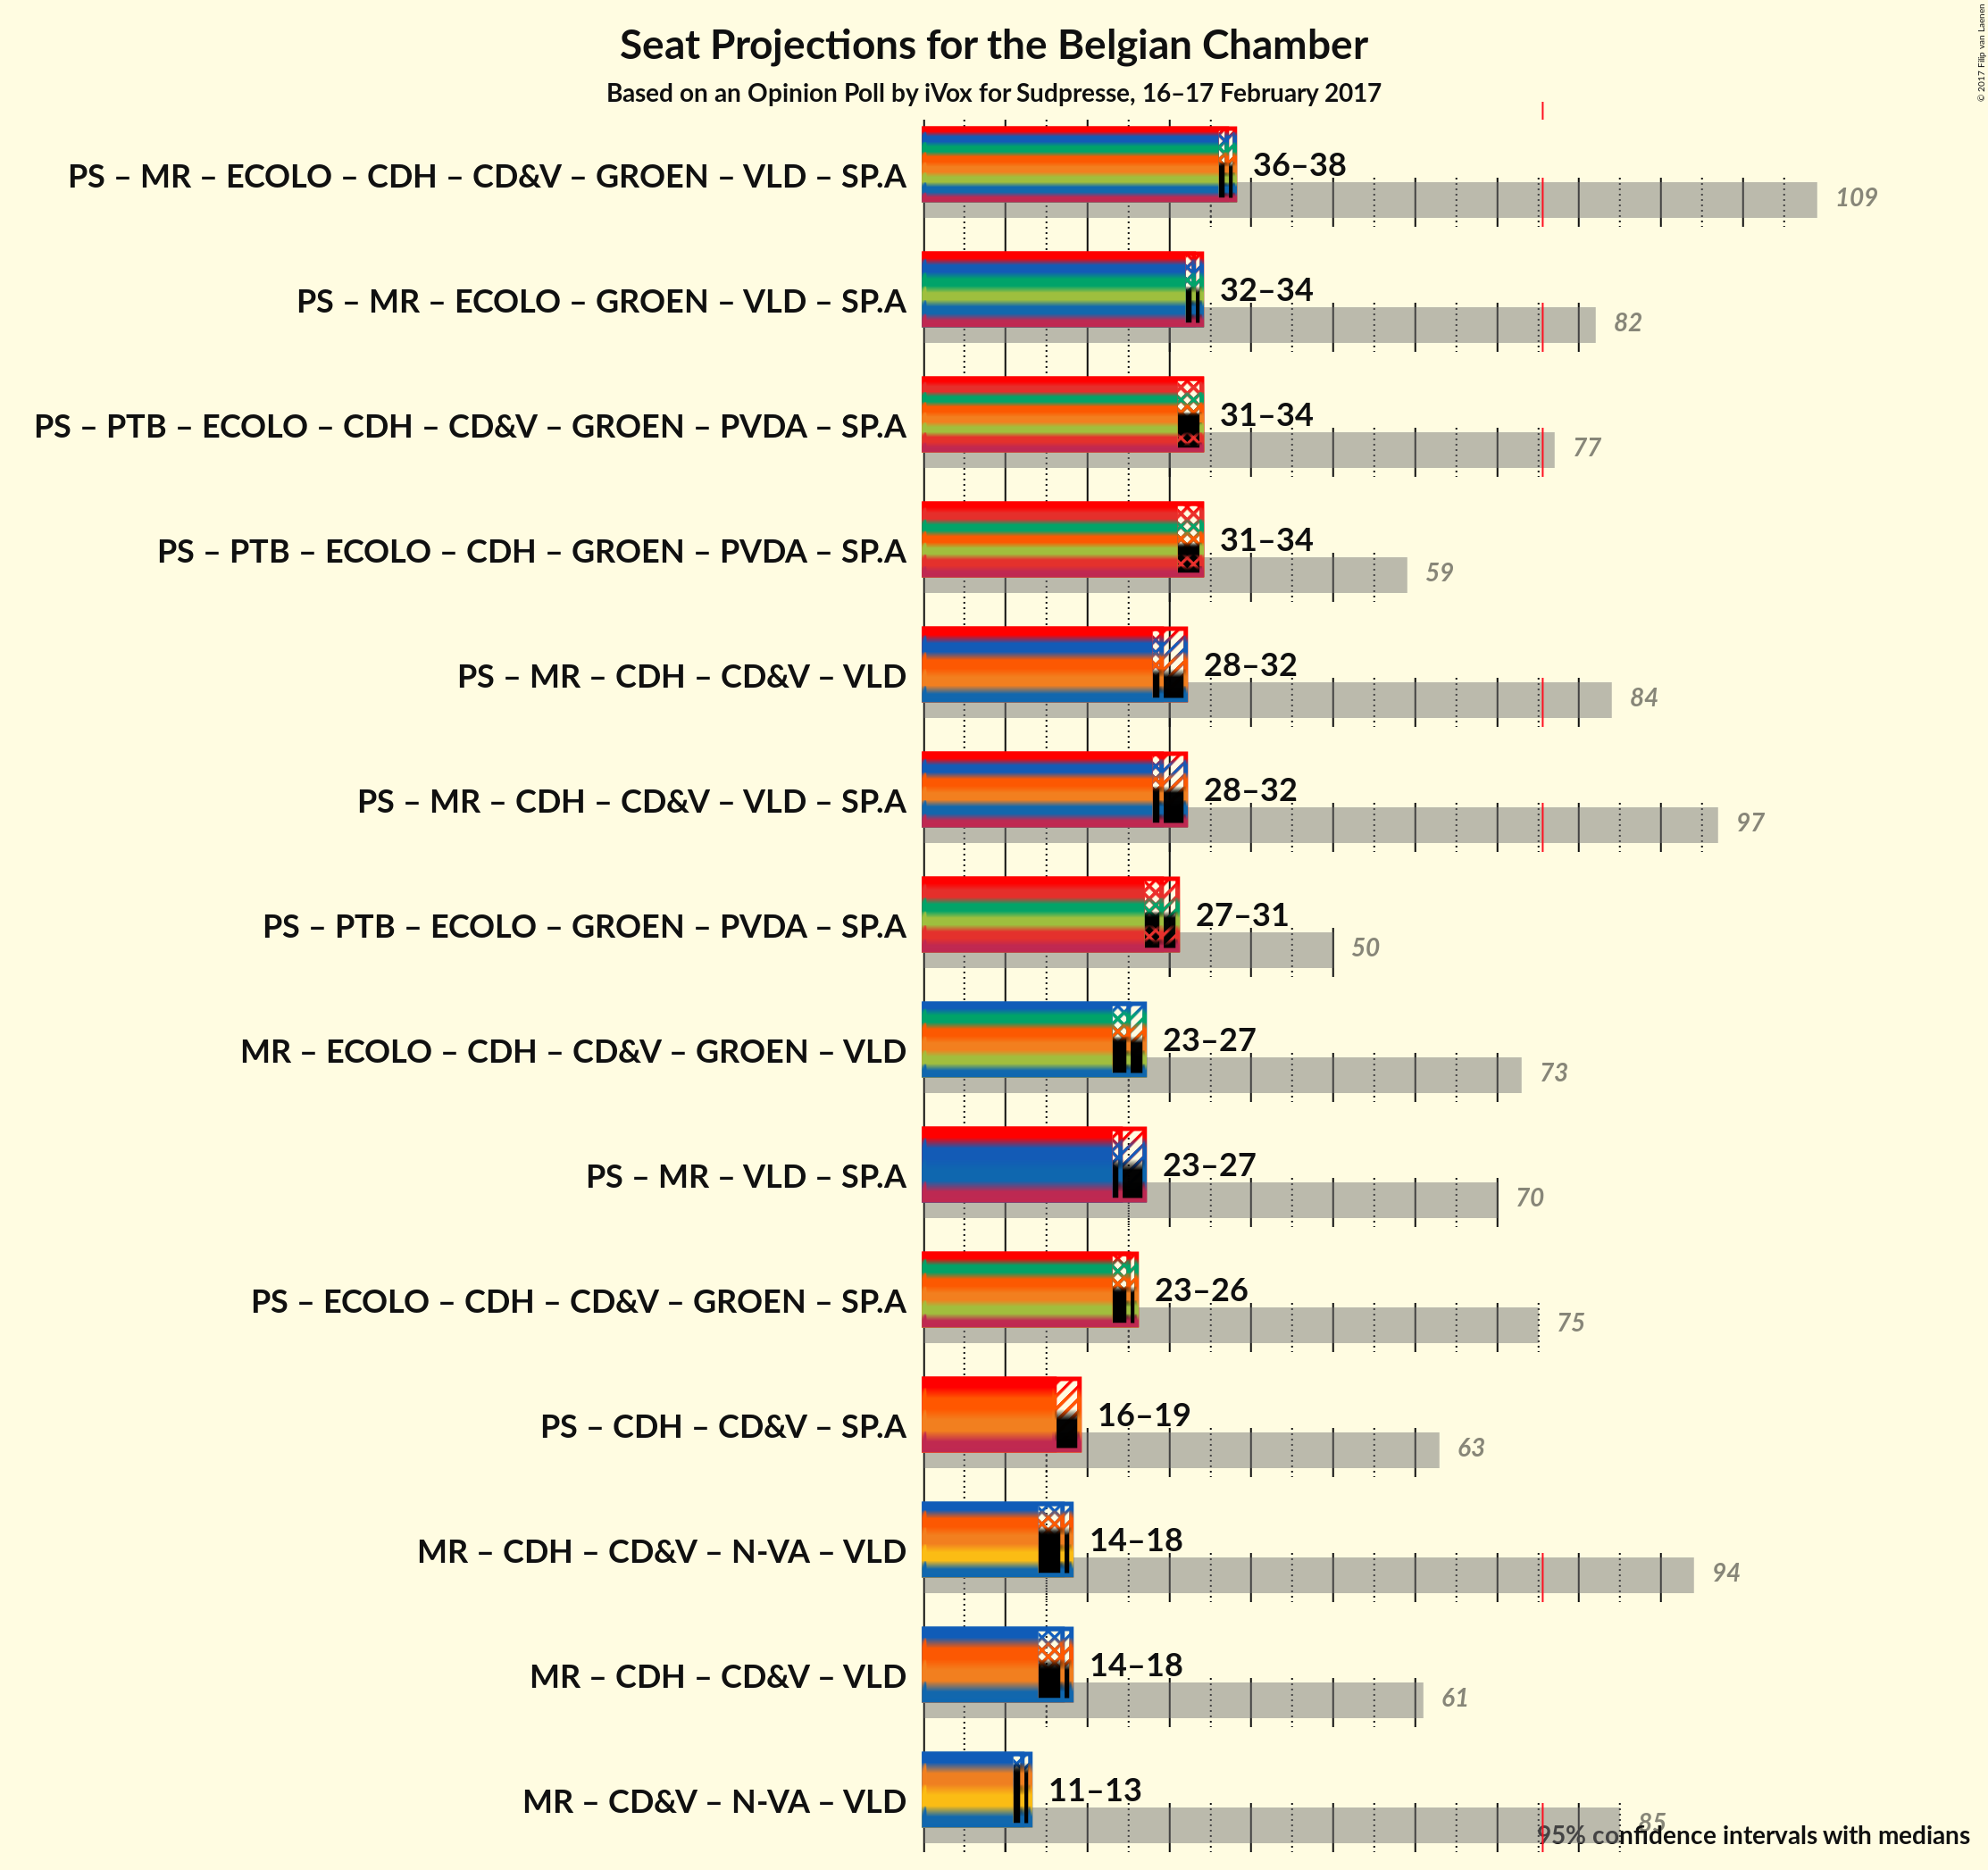 © 2017 Filip van Laenen
Seat Projections for the Belgian Chamber
Based on an Opinion Poll by iVox for Sudpresse, 16–17 February 2017
PS – MR – ECOLO – CDH – CD&V – GROEN – VLD – SP.A 36–38 109
PS – MR – ECOLO – GROEN – VLD – SP.A 32–34 82
PS – PTB – ECOLO – CDH – CD&V – GROEN – PVDA – SP.A 31–34 77
PS – PTB – ECOLO – CDH – GROEN – PVDA – SP.A 31–34 59
PS – MR – CDH – CD&V – VLD 28–32 84
PS – MR – CDH – CD&V – VLD – SP.A 28–32 97
PS – PTB – ECOLO – GROEN – PVDA – SP.A 27–31 50
MR – ECOLO – CDH – CD&V – GROEN – VLD 23–27 73
PS – MR – VLD – SP.A 23–27 70
PS – ECOLO – CDH – CD&V – GROEN – SP.A 23–26 75
PS – CDH – CD&V – SP.A 16–19 63
MR – CDH – CD&V – N-VA – VLD 14–18 94
MR – CDH – CD&V – VLD 14–18 61
MR – CD&V – N-VA – VLD 11–13 85
95% confidence intervals with medians